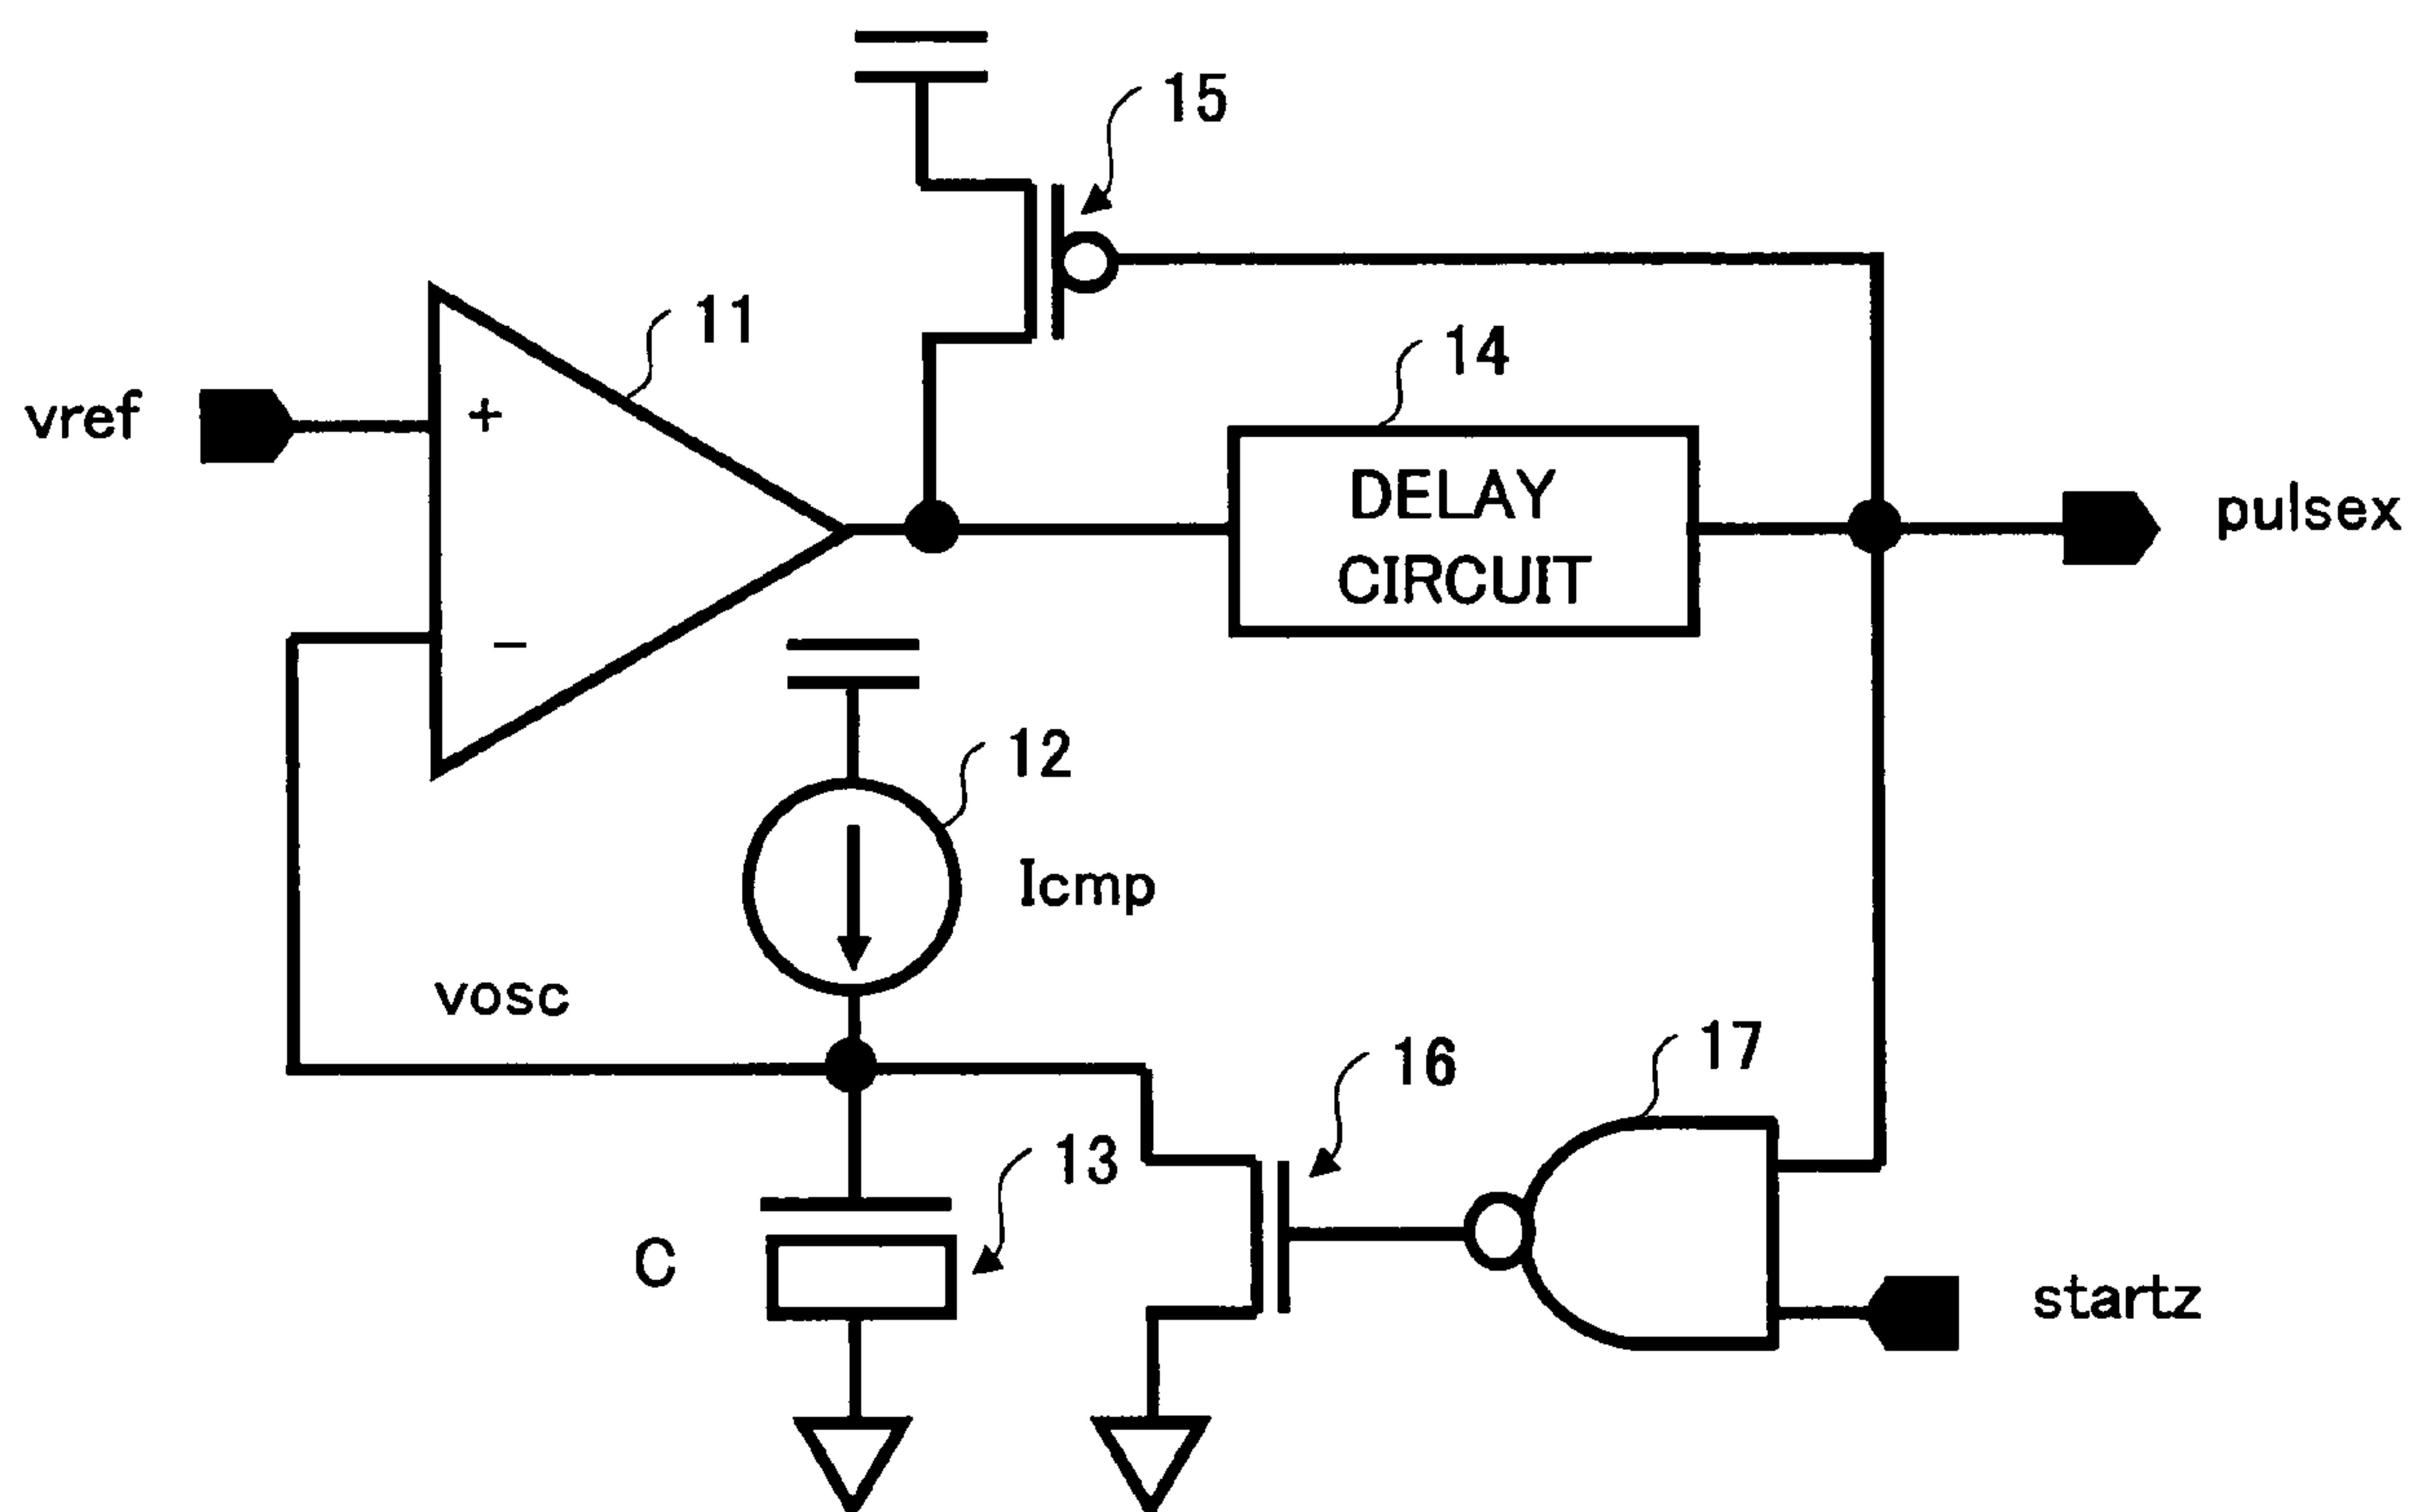 15
11
vref
+
14
DELAY
CIRCUIT
pulsex
−
12
Icmp
vosc
17
16
13
C
startz